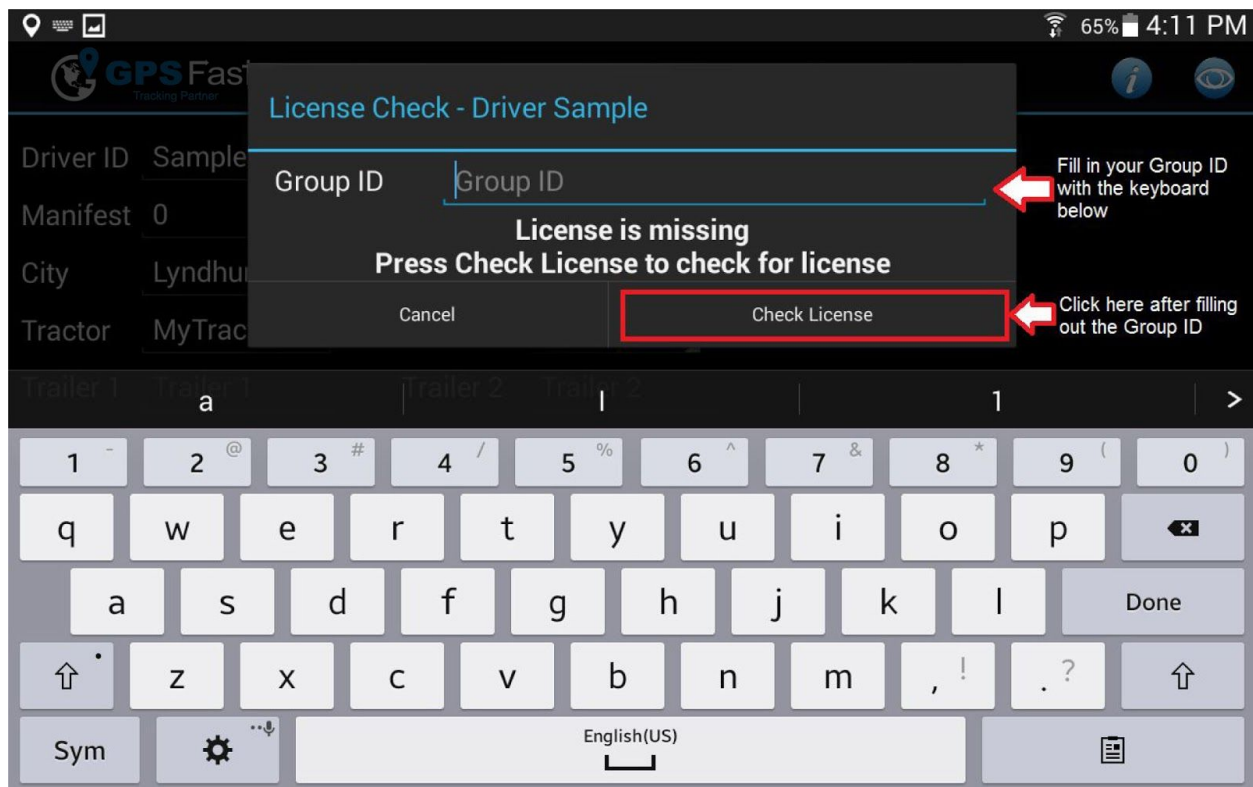 65% 4:11 PM
GPS Fast
Tracking Partner
License Check - Driver Sample
Driver ID Sample
Group ID Group ID
Fill in your Group ID
with the keyboard
below
Manifest 0
License is missing
Press Check License to check for license
City Lyndhu
Cancel Check License
Click here after filling
out the Group ID
Tractor MyTrac
Trailer 1 Trailer 1 Trailer 2 Trailer 2
a l 1 >
1 - 2 @ 3 # 4 / 5 % 6 ^ 7 & 8 * 9 ( 0 )
q w e r t y u i o p
a s d f g h j k l Done
z x c v b n m , ! . ?
Sym English(US)